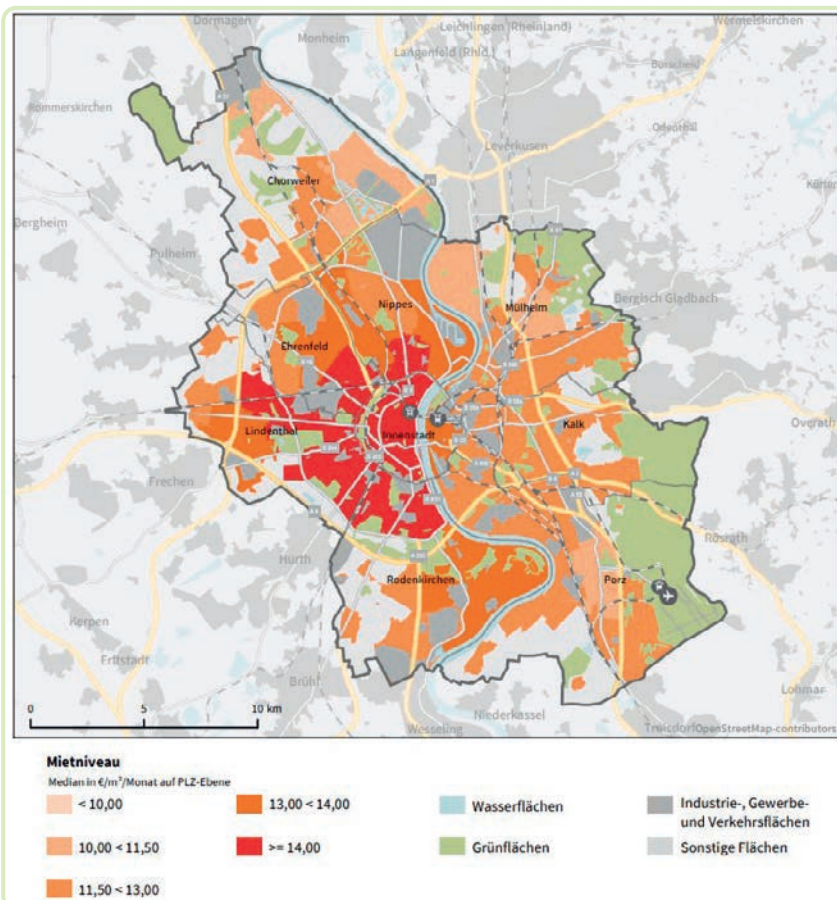 Dormagen
Monheim
Leichlingen (Rheinland)
Wermelskirchen
Langenfeld (Rhld.)
Burscheid
Rommerskirchen
Odenthal
Leverkusen
A 1
Chorweiler
Bergheim
Pulheim
Nippes
Mülheim
Bergisch Gladbach
Ehrenfeld
Lindenthal
Innenstadt
Kalk
Overath
Frechen
Hürth
Rösrath
Rodenkirchen
Porz
Kerpen
Erftstadt
Brühl
Lohmar
Niederkassel
Wesseling
Troisdorf
OpenStreetMap-contributors
0 5 10 km
Mietniveau
Median in €/m²/Monat auf PLZ-Ebene
< 10,00
10,00 < 11,50
11,50 < 13,00
13,00 < 14,00
>= 14,00
Wasserflächen
Grünflächen
Industrie-, Gewerbe-
und Verkehrsflächen
Sonstige Flächen